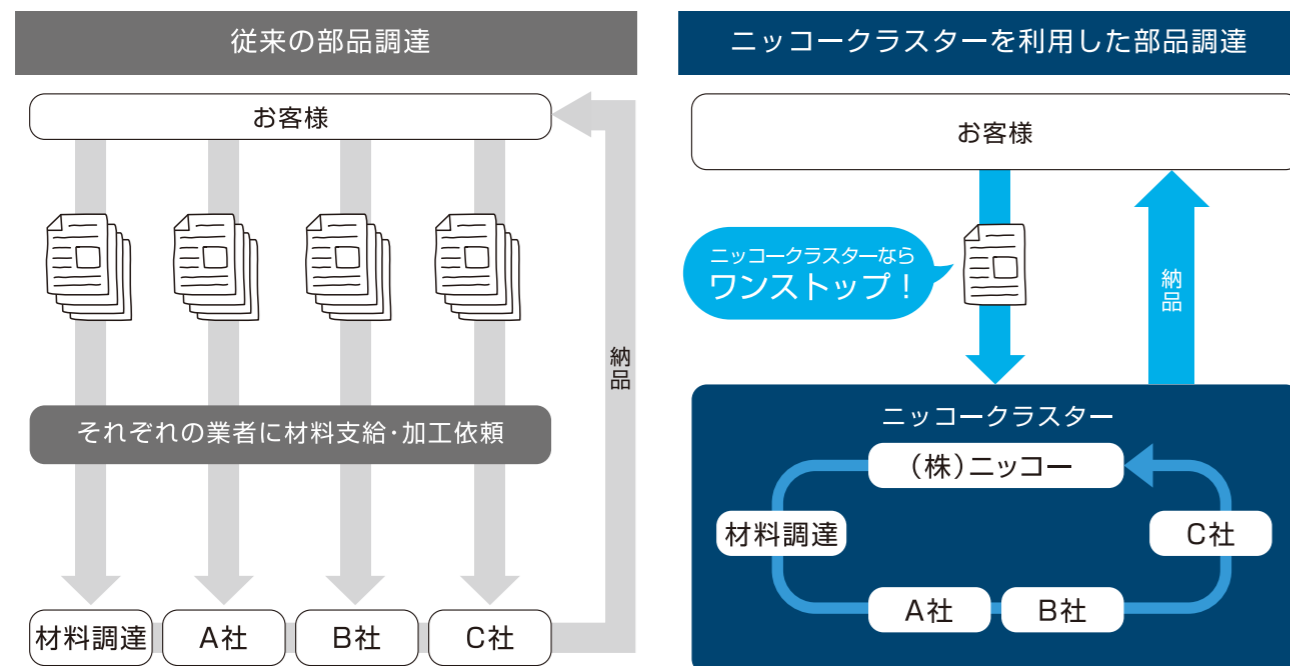 従来の部品調達
お客様
それぞれの業者に材料支給・加工依頼
材料調達
A社
B社
C社
納品
ニッコークラスターを利用した部品調達
お客様
ニッコークラスターなら
ワンストップ！
納品
ニッコークラスター
（株）ニッコー
材料調達
C社
A社
B社